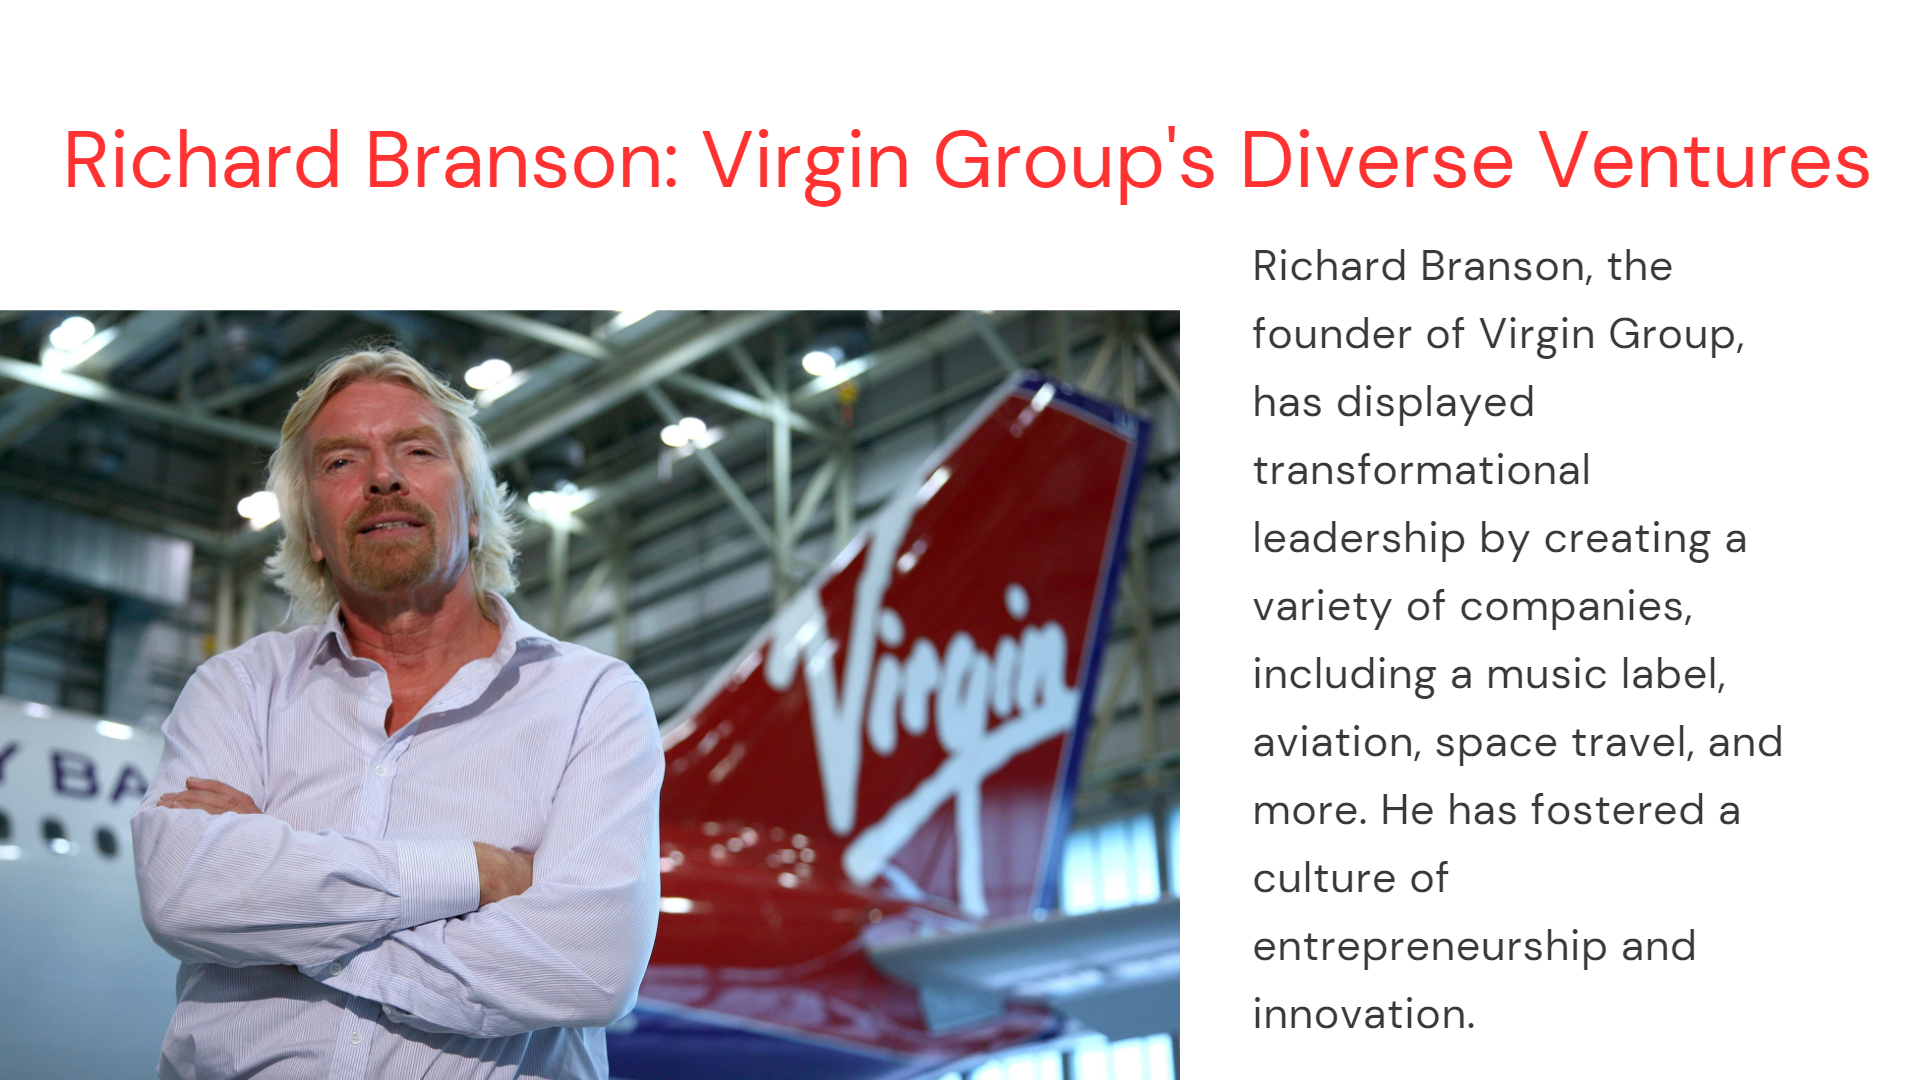 Richard Branson: Virgin Group's Diverse Ventures
Richard Branson, the
founder of Virgin Group,
has displayed
transformational
leadership by creating a
variety of companies,
including a music label,
aviation, space travel, and
more. He has fostered a
culture of
entrepreneurship and
innovation.
Virgin
Y BA